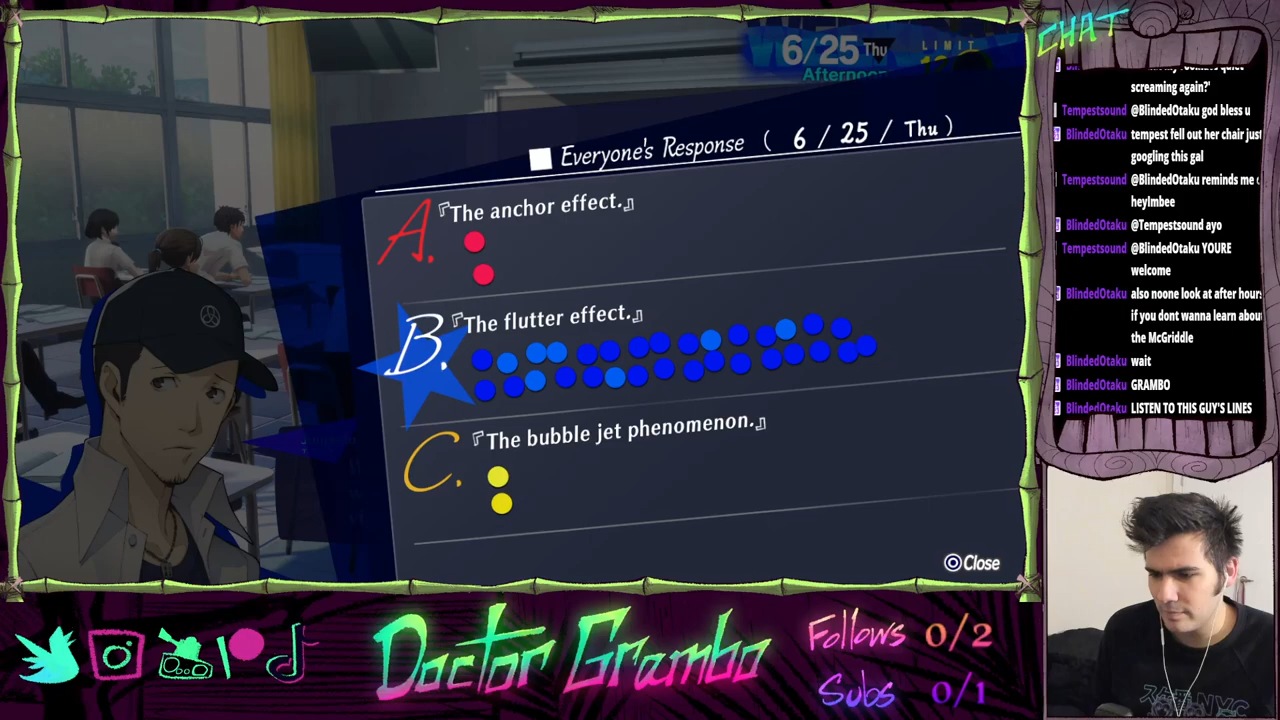 CHAT
6/25 Thu
LIMIT
Afternoon
Everyone's Response ( 6 / 25 / Thu )
A. 『The anchor effect.』
B. 『The flutter effect.』
C. 『The bubble jet phenomenon.』
Close
screaming again?'
Tempestsound @BlindedOtaku god bless u
BlindedOtaku tempest fell out her chair just
googling this gal
Tempestsound @BlindedOtaku reminds me
heyImbee
BlindedOtaku @Tempestsound ayo
Tempestsound @BlindedOtaku YOURE
welcome
BlindedOtaku also noone look at after hours
if you dont wanna learn about
the McGriddle
BlindedOtaku wait
BlindedOtaku GRAMBO
BlindedOtaku LISTEN TO THIS GUY'S LINES
Doctor Grambo
Follows 0/2
Subs 0/1